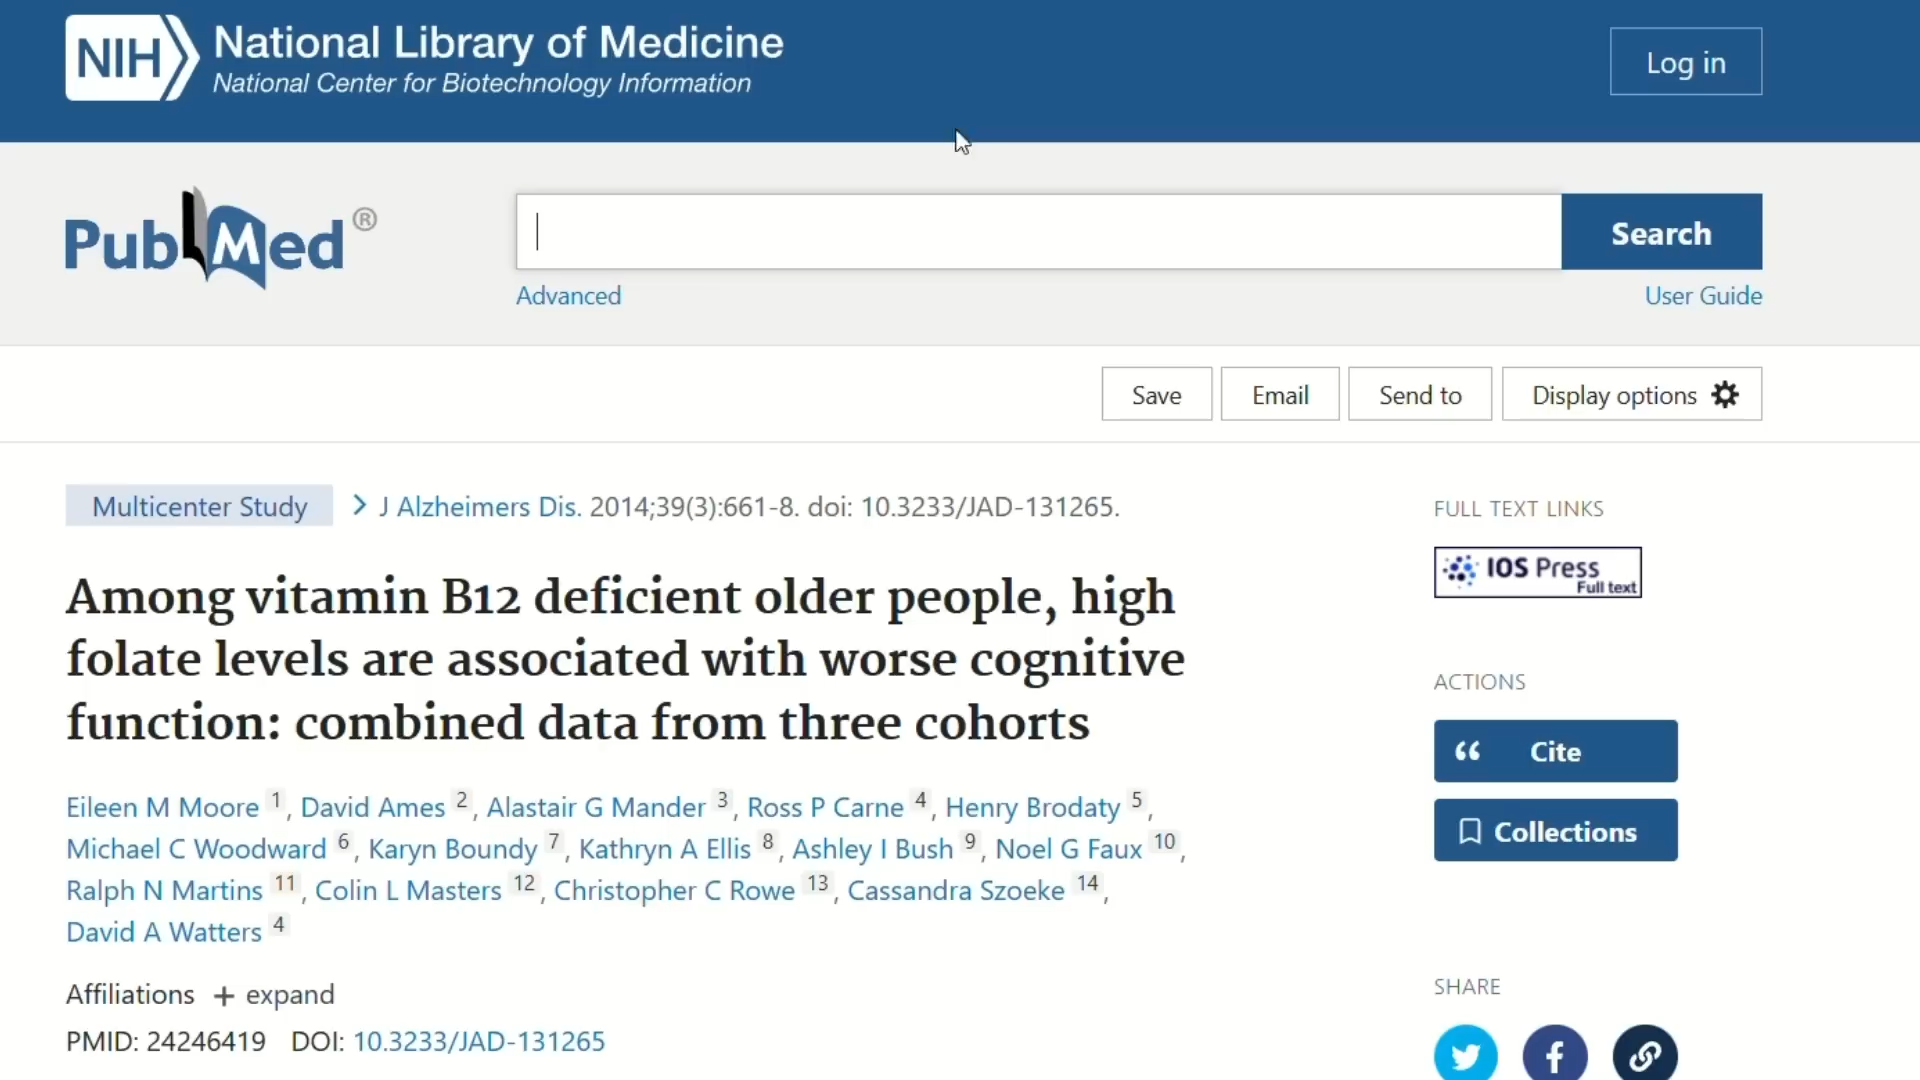 NIH National Library of Medicine
National Center for Biotechnology Information
Log in
PubMed®
Search
Advanced
User Guide
Save
Email
Send to
Display options
Multicenter Study
J Alzheimers Dis. 2014;39(3):661-8. doi: 10.3233/JAD-131265.
Among vitamin B12 deficient older people, high
folate levels are associated with worse cognitive
function: combined data from three cohorts
Eileen M Moore 1, David Ames 2, Alastair G Mander 3, Ross P Carne 4, Henry Brodaty 5,
Michael C Woodward 6, Karyn Boundy 7, Kathryn A Ellis 8, Ashley I Bush 9, Noel G Faux 10,
Ralph N Martins 11, Colin L Masters 12, Christopher C Rowe 13, Cassandra Szoeke 14,
David A Watters 4
Affiliations + expand
PMID: 24246419 DOI: 10.3233/JAD-131265
FULL TEXT LINKS
IOS Press
Full text
ACTIONS
Cite
Collections
SHARE